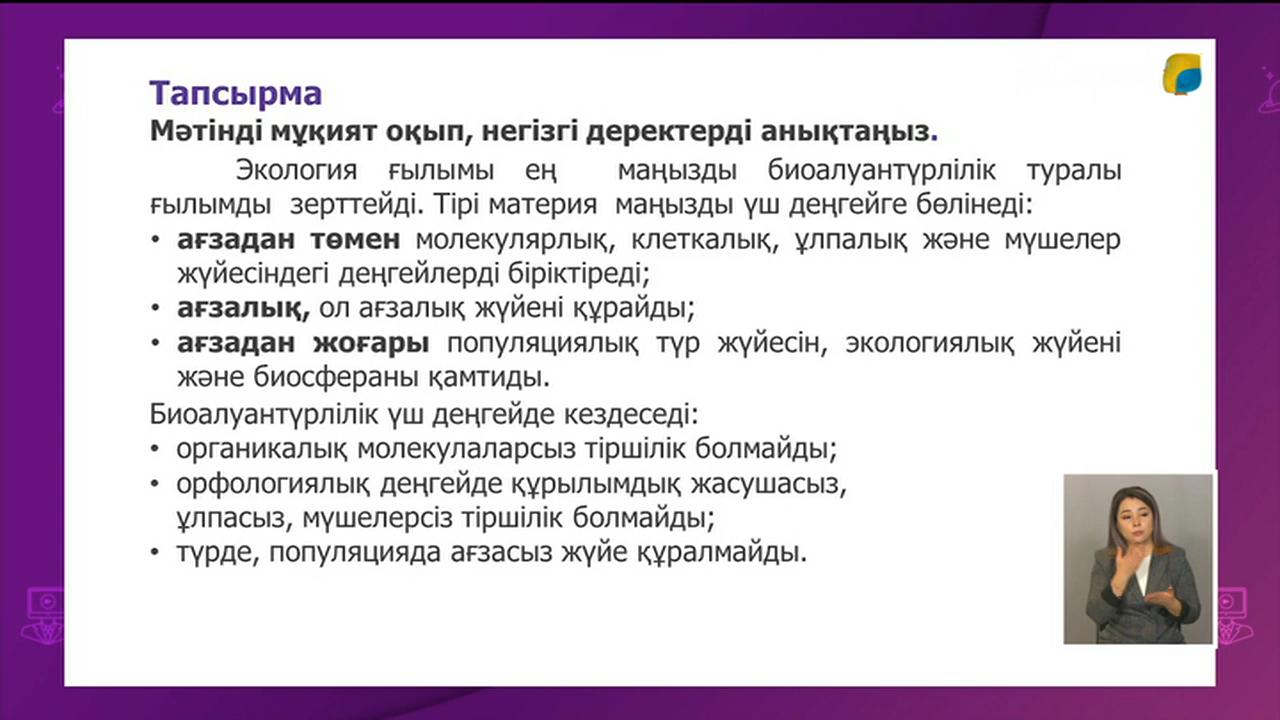 Тапсырма
Мәтінді мұқият оқып, негізгі деректерді анықтаңыз.
Экология ғылымы ең маңызды биоалуантүрлілік туралы
ғылымды зерттейді. Тірі материя маңызды үш деңгейге бөлінеді:
• ағзадан төмен молекулярлық, клеткалық, ұлпалық және мүшелер
жүйесіндегі деңгейлерді біріктіреді;
• ағзалық, ол ағзалық жүйені құрайды;
• ағзадан жоғары популяциялық түр жүйесін, экологиялық жүйені
және биосфераны қамтиды.
Биоалуантүрлілік үш деңгейде кездеседі:
• органикалық молекулаларсыз тіршілік болмайды;
• орфологиялық деңгейде құрылымдық жасушасыз,
ұлпасыз, мүшелерсіз тіршілік болмайды;
• түрде, популяцияда ағзасыз жүйе құралмайды.